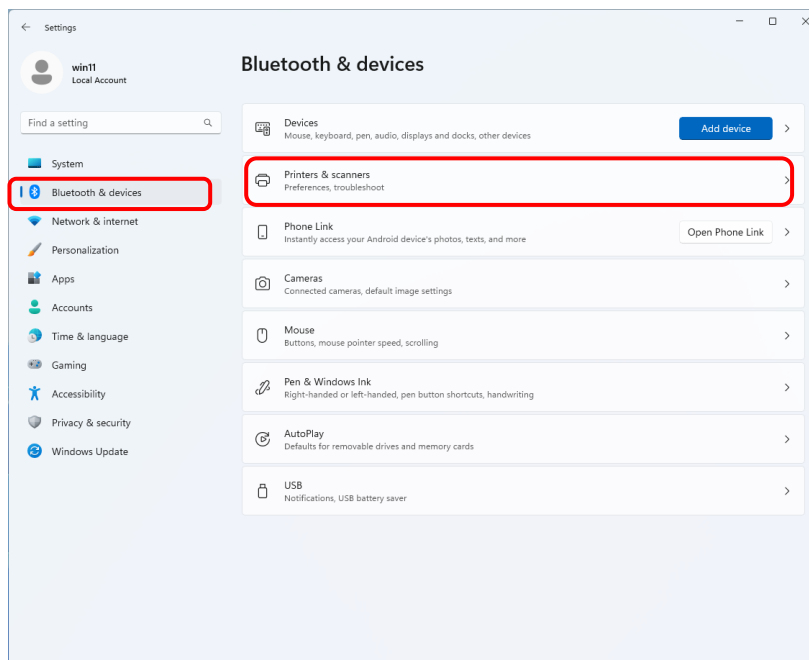 Settings
win11
Local Account
Find a setting
System
Bluetooth & devices
Network & internet
Personalization
Apps
Accounts
Time & language
Gaming
Accessibility
Privacy & security
Windows Update
Bluetooth & devices
Devices
Mouse, keyboard, pen, audio, displays and docks, other devices
Add device
Printers & scanners
Preferences, troubleshoot
Phone Link
Instantly access your Android device's photos, texts, and more
Open Phone Link
Cameras
Connected cameras, default image settings
Mouse
Buttons, mouse pointer speed, scrolling
Pen & Windows Ink
Right-handed or left-handed, pen button shortcuts, handwriting
AutoPlay
Defaults for removable drives and memory cards
USB
Notifications, USB battery saver